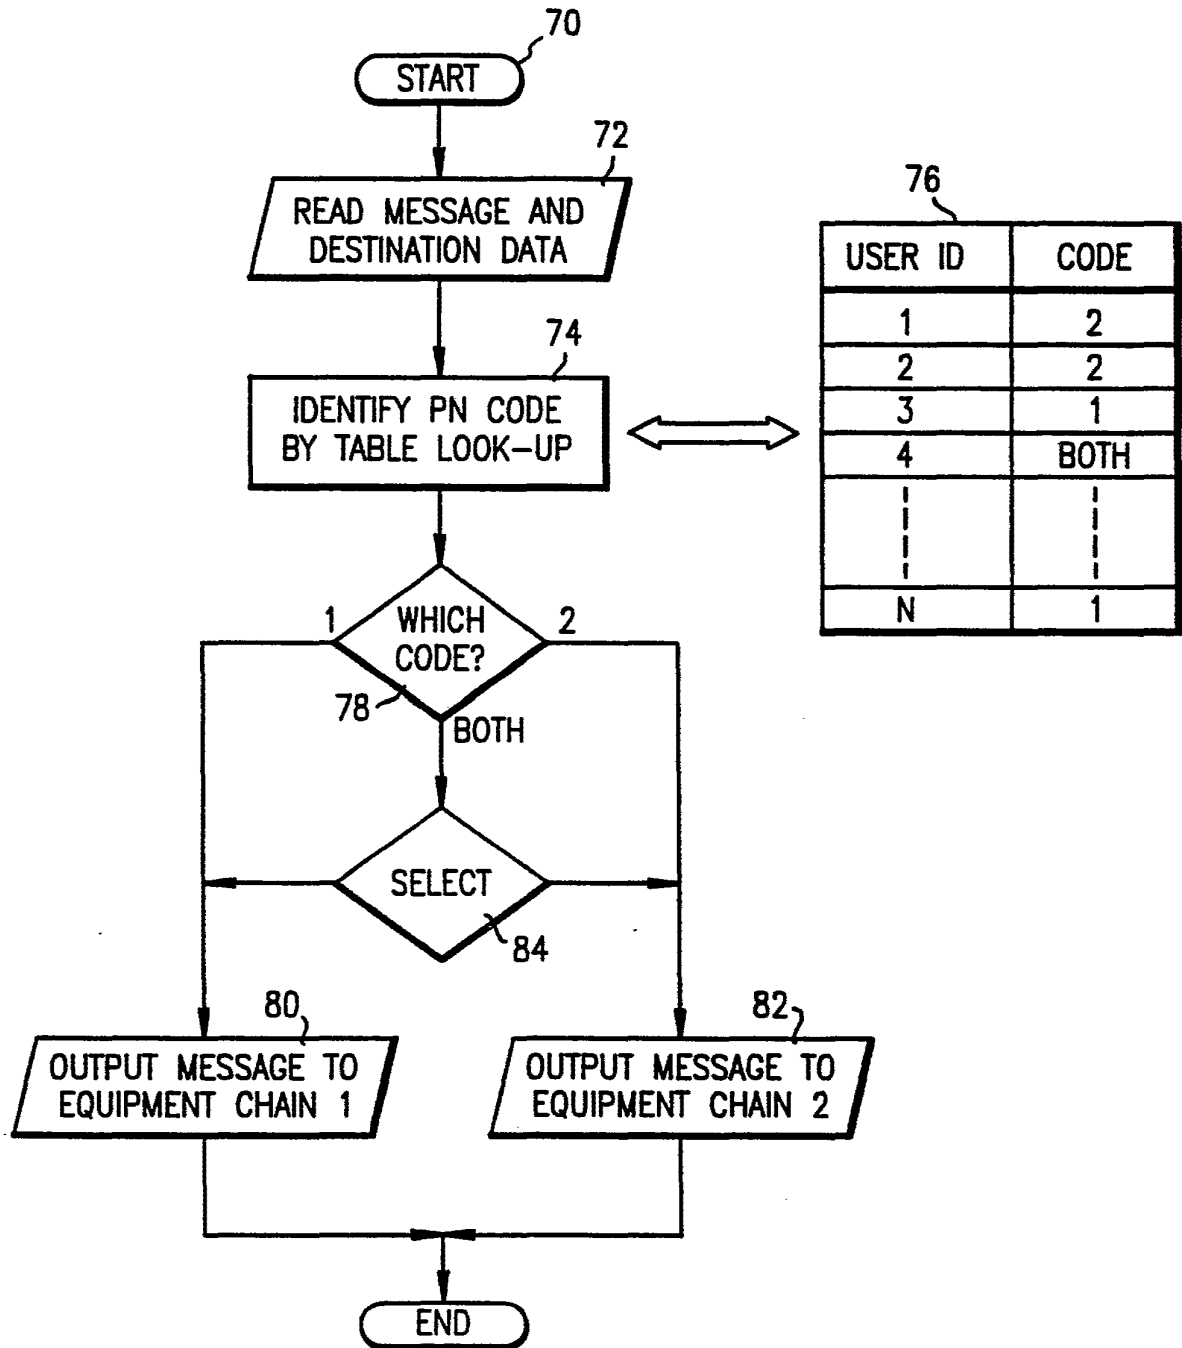 70
START
72
READ MESSAGE AND
DESTINATION DATA
76
USER ID CODE
1 2
2 2
3 1
4 BOTH
N 1
74
IDENTIFY PN CODE
BY TABLE LOOK-UP
1 WHICH 2
CODE?
78
BOTH
SELECT
84
80
OUTPUT MESSAGE TO
EQUIPMENT CHAIN 1
82
OUTPUT MESSAGE TO
EQUIPMENT CHAIN 2
END